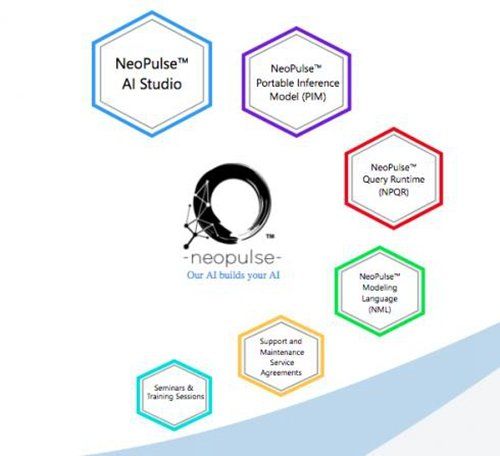 NeoPulse™
AI Studio
NeoPulse™
Portable Inference
Model (PIM)
NeoPulse™
Query Runtime
(NPQR)
TM
-neopulse-
Our AI builds your AI
NeoPulse™
Modeling
Language
(NML)
Support and
Maintenance
Service
Agreements
Seminars &
Training Sessions